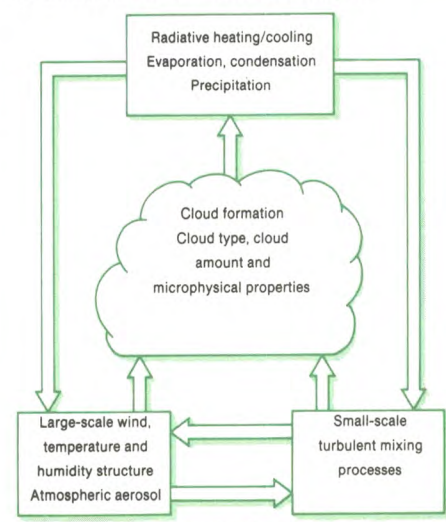 Radiative heating/cooling
Evaporation, condensation
Precipitation
Cloud formation
Cloud type, cloud
amount and
microphysical properties
Large-scale wind,
temperature and
humidity structure
Atmospheric aerosol
Small-scale
turbulent mixing
processes